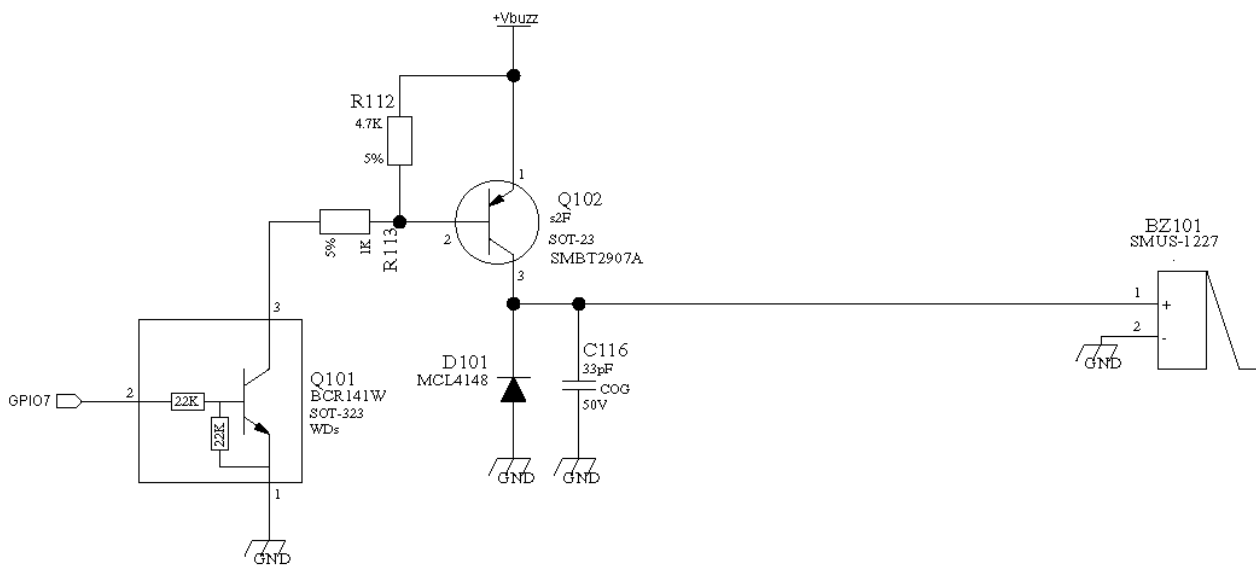 +Vbuzz
R112
4.7K
5%
1
Q102
s2F
2
SOT-23
SMBT2907A
3
5%
1K
R113
BZ101
SMUS-1227
1
+
2
-
GND
3
D101
MCL4148
C116
33pF
COG
50V
GND
GND
Q101
BCR141W
SOT-323
WDs
GPIO7
2
22K
22K
1
GND